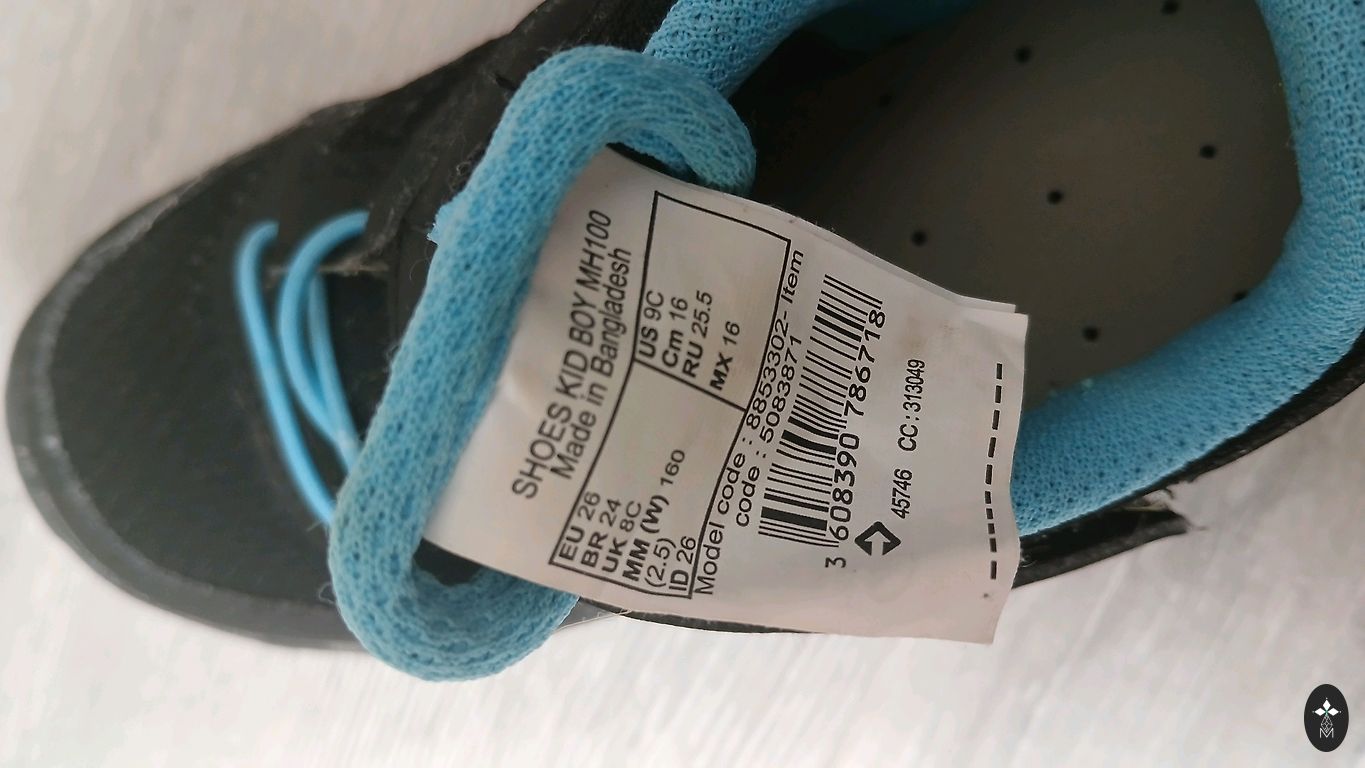 SHOES KID BOY MH100
Made in Bangladesh
EU 26
BR 24
UK 8C
MM (W) 160
(2.5)
ID 26
US 9C
Cm 16
RU 25.5
MX 16
Model code : 8853302- Item
code : 5083871
3 608390 786718
45746 CC : 313049
M